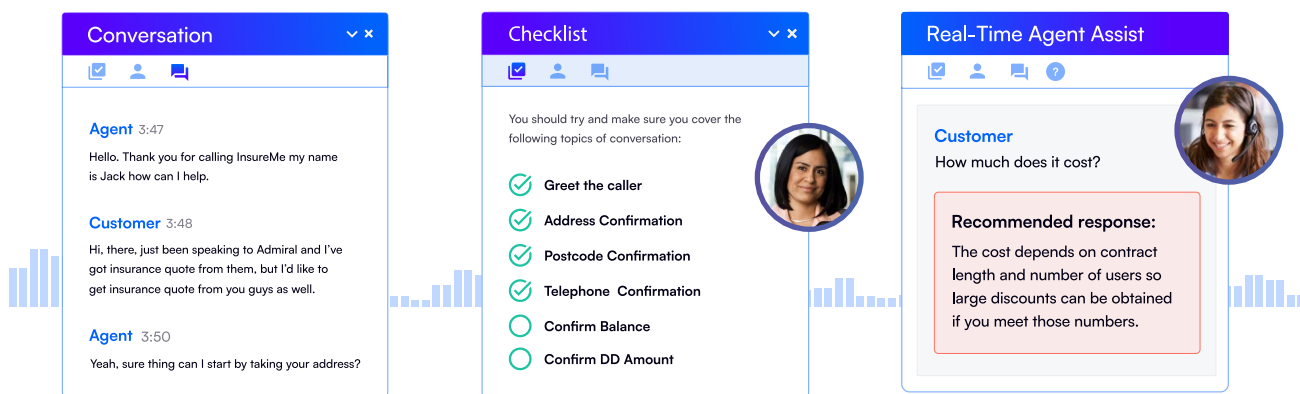 Conversation
Agent 3:47
Hello. Thank you for calling InsureMe my name
is Jack how can I help.
Customer 3:48
Hi, there, just been speaking to Admiral and I've
got insurance quote from them, but I'd like to
get insurance quote from you guys as well.
Agent 3:50
Yeah, sure thing can I start by taking your address?
Checklist
You should try and make sure you cover the
following topics of conversation:
Greet the caller
Address Confirmation
Postcode Confirmation
Telephone Confirmation
Confirm Balance
Confirm DD Amount
Real-Time Agent Assist
?
Customer
How much does it cost?
Recommended response:
The cost depends on contract
length and number of users so
large discounts can be obtained
if you meet those numbers.